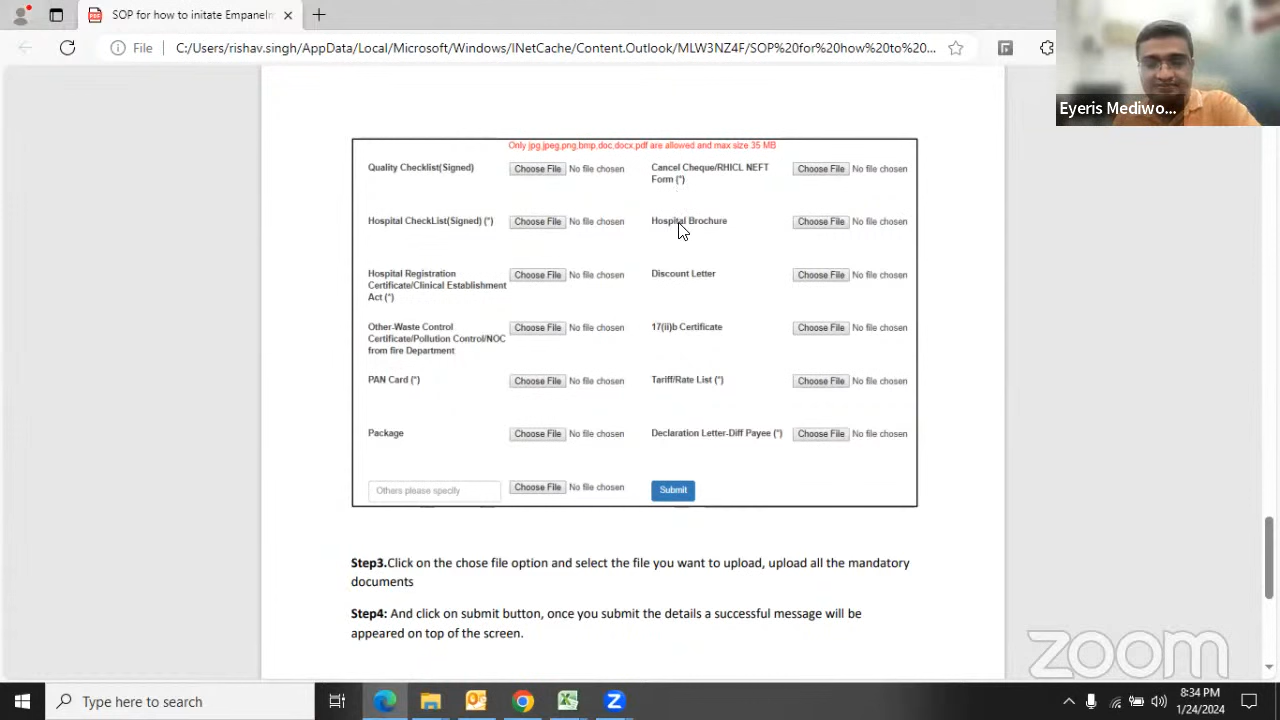 SOP for how to initate Empanelm
File
C:/Users/rishav.singh/AppData/Local/Microsoft/Windows/INetCache/Content.Outlook/MLW3NZ4F/SOP%20for%20how%20to%20...
Eyeris Mediwo...
Only jpg,jpeg,png,bmp,doc,docx,pdf are allowed and max size 35 MB
Quality Checklist(Signed) Choose File No file chosen Cancel Cheque/RHICL NEFT Form (*) Choose File No file chosen
Hospital CheckList(Signed) (*) Choose File No file chosen Hospital Brochure Choose File No file chosen
Hospital Registration
Certificate/Clinical Establishment
Act (*)
Choose File No file chosen Discount Letter Choose File No file chosen
Other-Waste Control
Certificate/Pollution Control/NOC
from fire Department
Choose File No file chosen 17(ii)b Certificate Choose File No file chosen
PAN Card (*) Choose File No file chosen Tariff/Rate List (*) Choose File No file chosen
Package Choose File No file chosen Declaration Letter-Diff Payee (*) Choose File No file chosen
Others please specify Choose File No file chosen Submit
Step3.Click on the chose file option and select the file you want to upload, upload all the mandatory
documents
Step4: And click on submit button, once you submit the details a successful message will be
appeared on top of the screen.
zoom
Type here to search
8:34 PM
1/24/2024